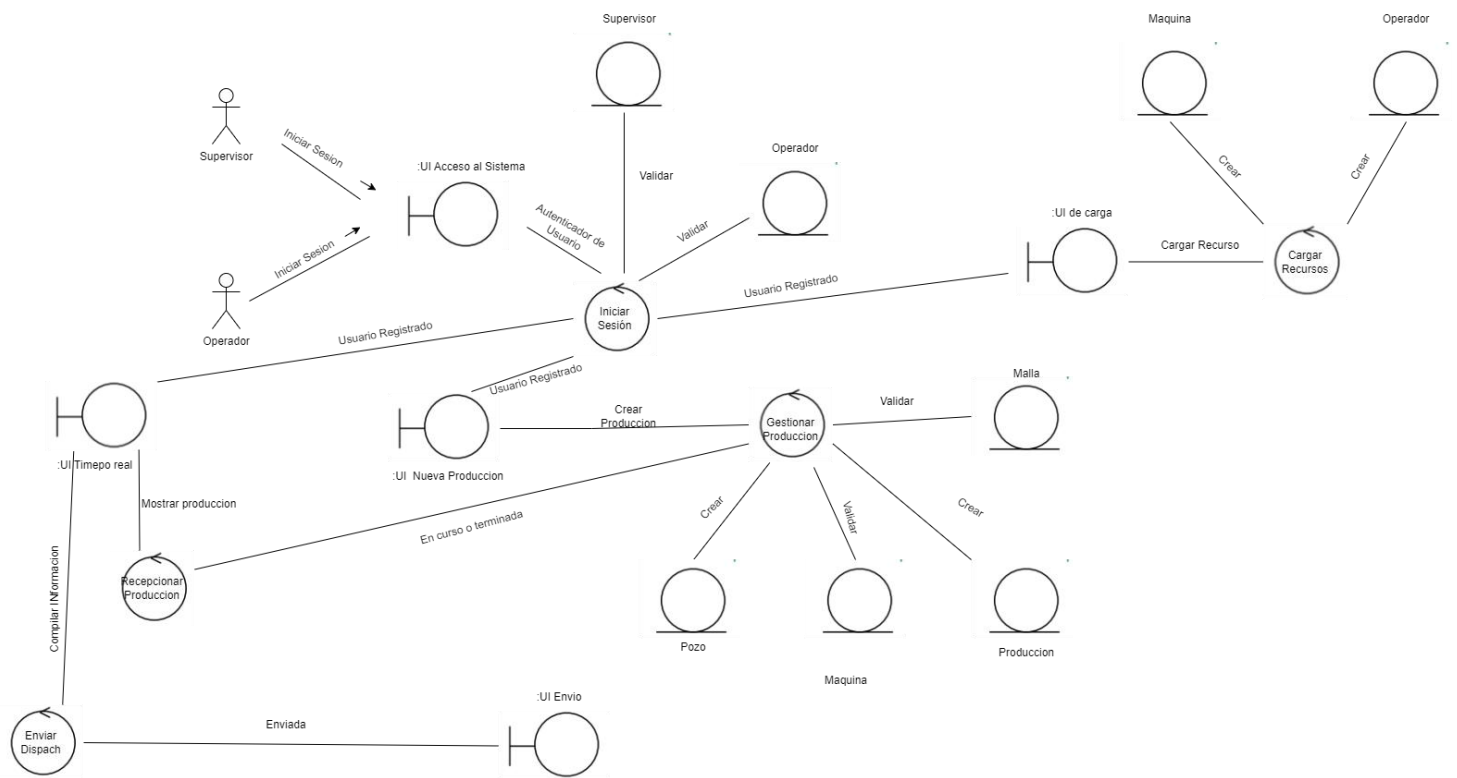 Supervisor
Maquina
Operador
Iniciar Sesion
Supervisor
Operador
:UI Acceso al Sistema
Validar
Crear
Crear
Autenticador de
Usuario
Validar
:UI de carga
Cargar Recurso
Cargar
Recursos
Iniciar Sesion
Usuario Registrado
Iniciar
Sesión
Operador
Usuario Registrado
Usuario Registrado
Malla
Crear
Produccion
Validar
Gestionar
Produccion
:UI Timepo real
:UI Nueva Produccion
Mostrar produccion
Crear
Validar
Crear
En curso o terminada
Compilar INformacion
Recepcionar
Produccion
Pozo
Produccion
Maquina
:UI Envio
Enviada
Enviar
Dispach